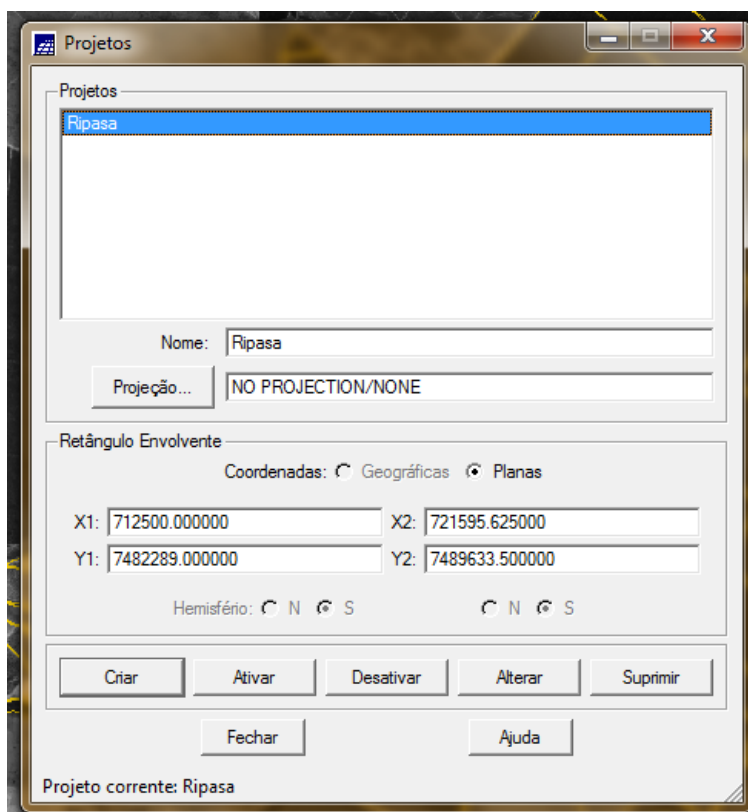 Projetos
Projetos
Ripasa
Nome: Ripasa
Projeção... NO PROJECTION/NONE
Retângulo Envolvente
Coordenadas: Geográficas Planas
X1: 712500.000000 X2: 721595.625000
Y1: 7482289.000000 Y2: 7489633.500000
Hemisfério: N S N S
Criar Ativar Desativar Alterar Suprimir
Fechar Ajuda
Projeto corrente: Ripasa